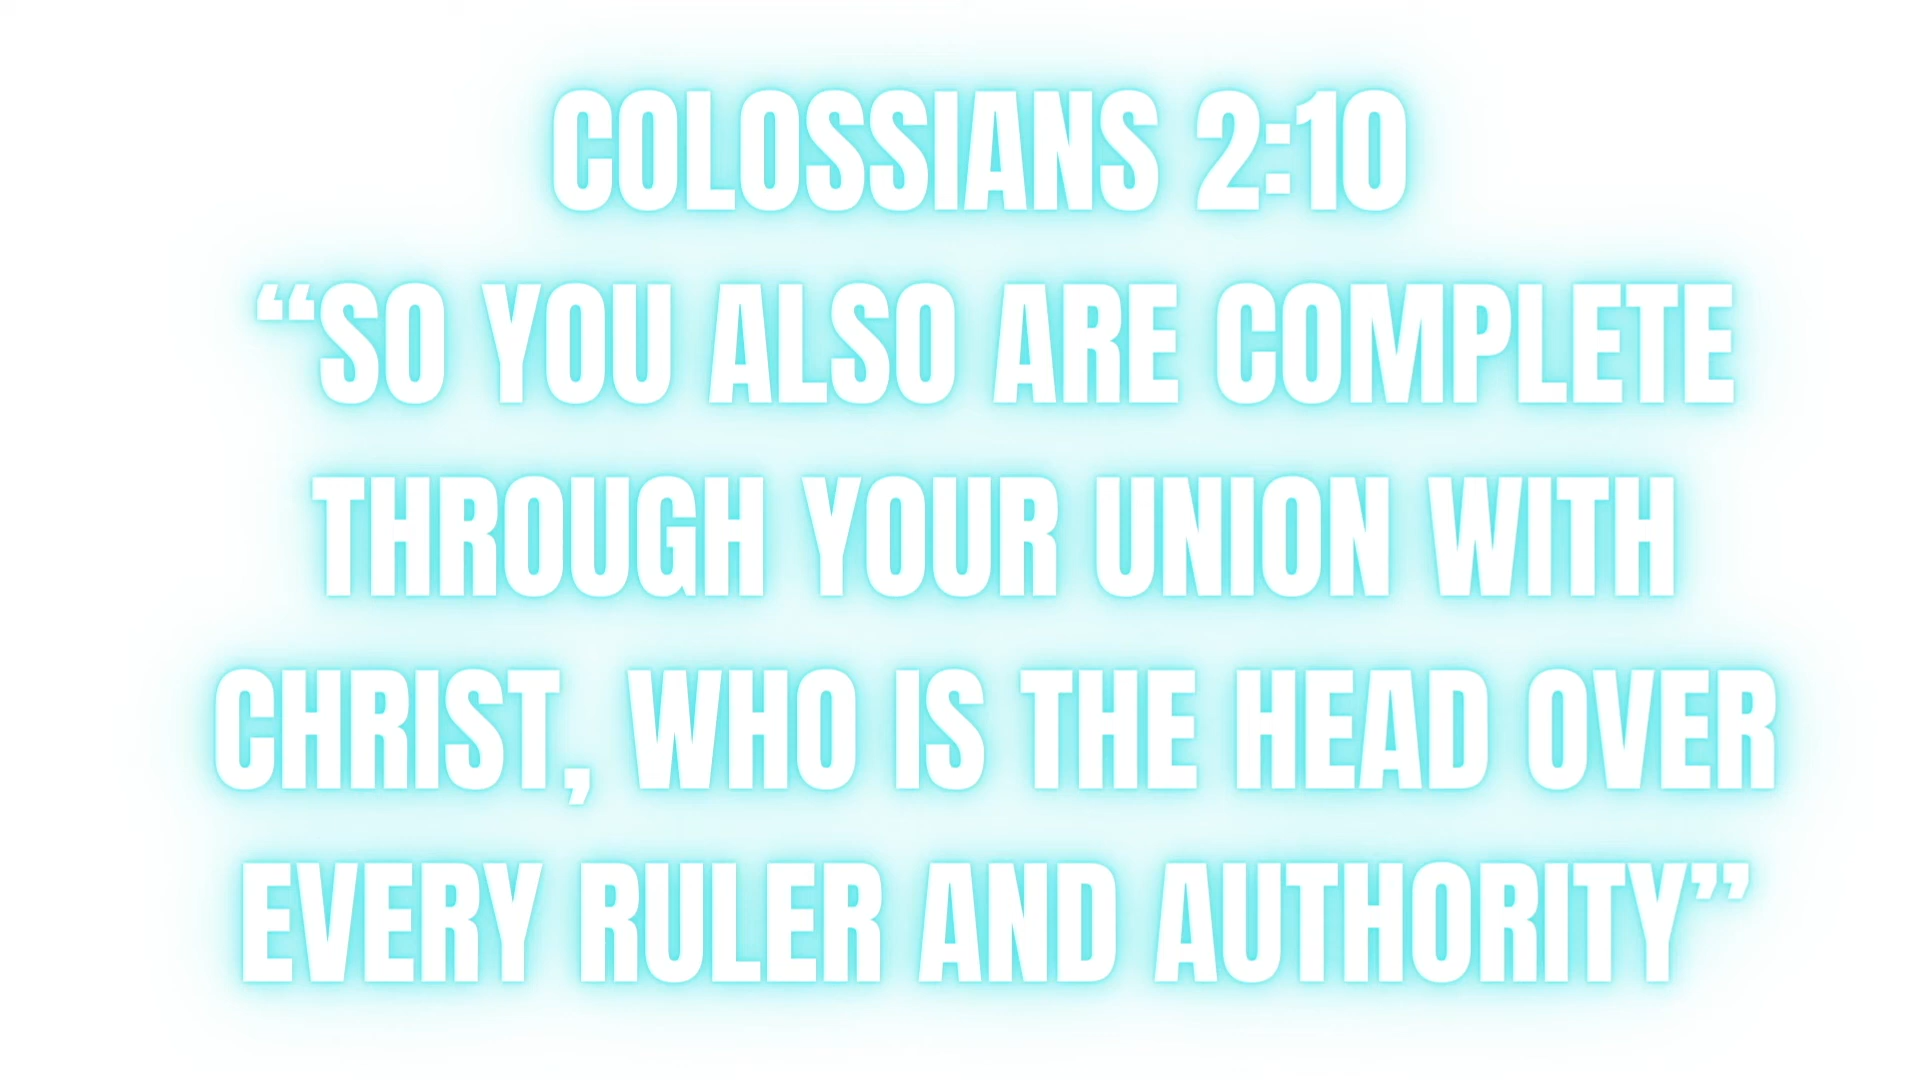 COLOSSIANS 2:10
“SO YOU ALSO ARE COMPLETE
THROUGH YOUR UNION WITH
CHRIST, WHO IS THE HEAD OVER
EVERY RULER AND AUTHORITY”